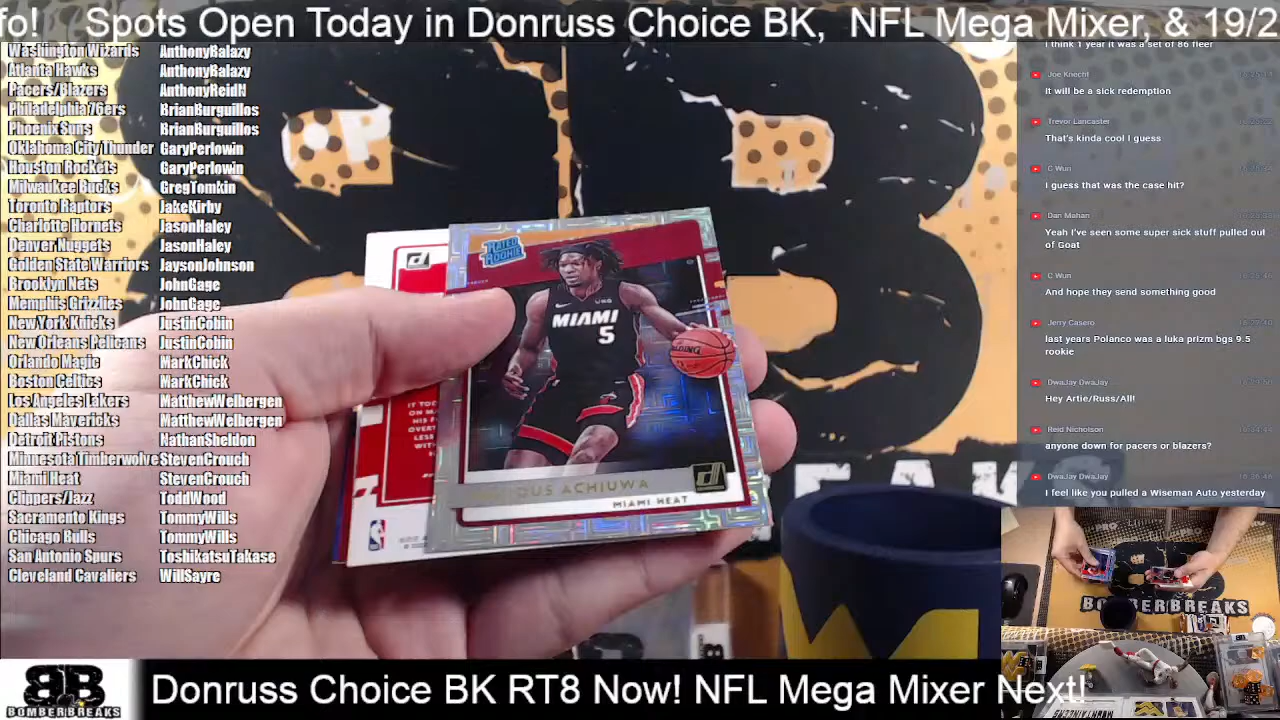 fo!   Spots Open Today in Donruss Choice BK,  NFL Mega Mixer, & 19/2
Washington Wizards AnthonyBalazy
Atlanta Hawks AnthonyBalazy
Pacers/Blazers AnthonyReidN
Philadelphia 76ers BrianBurguillos
Phoenix Suns BrianBurguillos
Oklahoma City Thunder GaryPerlowin
Houston Rockets GaryPerlowin
Milwaukee Bucks GregTomkin
Toronto Raptors JakeKirby
Charlotte Hornets JasonHaley
Denver Nuggets JasonHaley
Golden State Warriors JaysonJohnson
Brooklyn Nets JohnGage
Memphis Grizzlies JohnGage
New York Knicks JustinCobin
New Orleans Pelicans JustinCobin
Orlando Magic MarkChick
Boston Celtics MarkChick
Los Angeles Lakers MatthewWelbergen
Dallas Mavericks MatthewWelbergen
Detroit Pistons NathanSheldon
Minnesota Timberwolve StevenCrouch
Miami Heat StevenCrouch
Clippers/Jazz ToddWood
Sacramento Kings TommyWills
Chicago Bulls TommyWills
San Antonio Spurs ToshikatsuTakase
Cleveland Cavaliers WillSayre
RATED
ROOKIE
MIAMI
5
SPALDING
OUS ACHIUWA
MIAMI HEAT
I think 1 year it was a set of 86 fleer
Joe Knecht
it will be a sick redemption
Trevor Lancaster
That's kinda cool I guess
C Wun
I guess that was the case hit?
Dan Mahan
Yeah I've seen some super sick stuff pulled out
of Goat
C Wun
And hope they send something good
Jerry Casero
last years Polanco was a luka prizm bgs 9.5
rookie
DwaJay DwaJay
Hey Artie/Russ/All!
Reid Nicholson
anyone down for pacers or blazers?
DwaJay DwaJay
I feel like you pulled a Wiseman Auto yesterday
BOMBERBREAKS
BB
BOMBERBREAKS
Donruss Choice BK RT8 Now! NFL Mega Mixer Next!